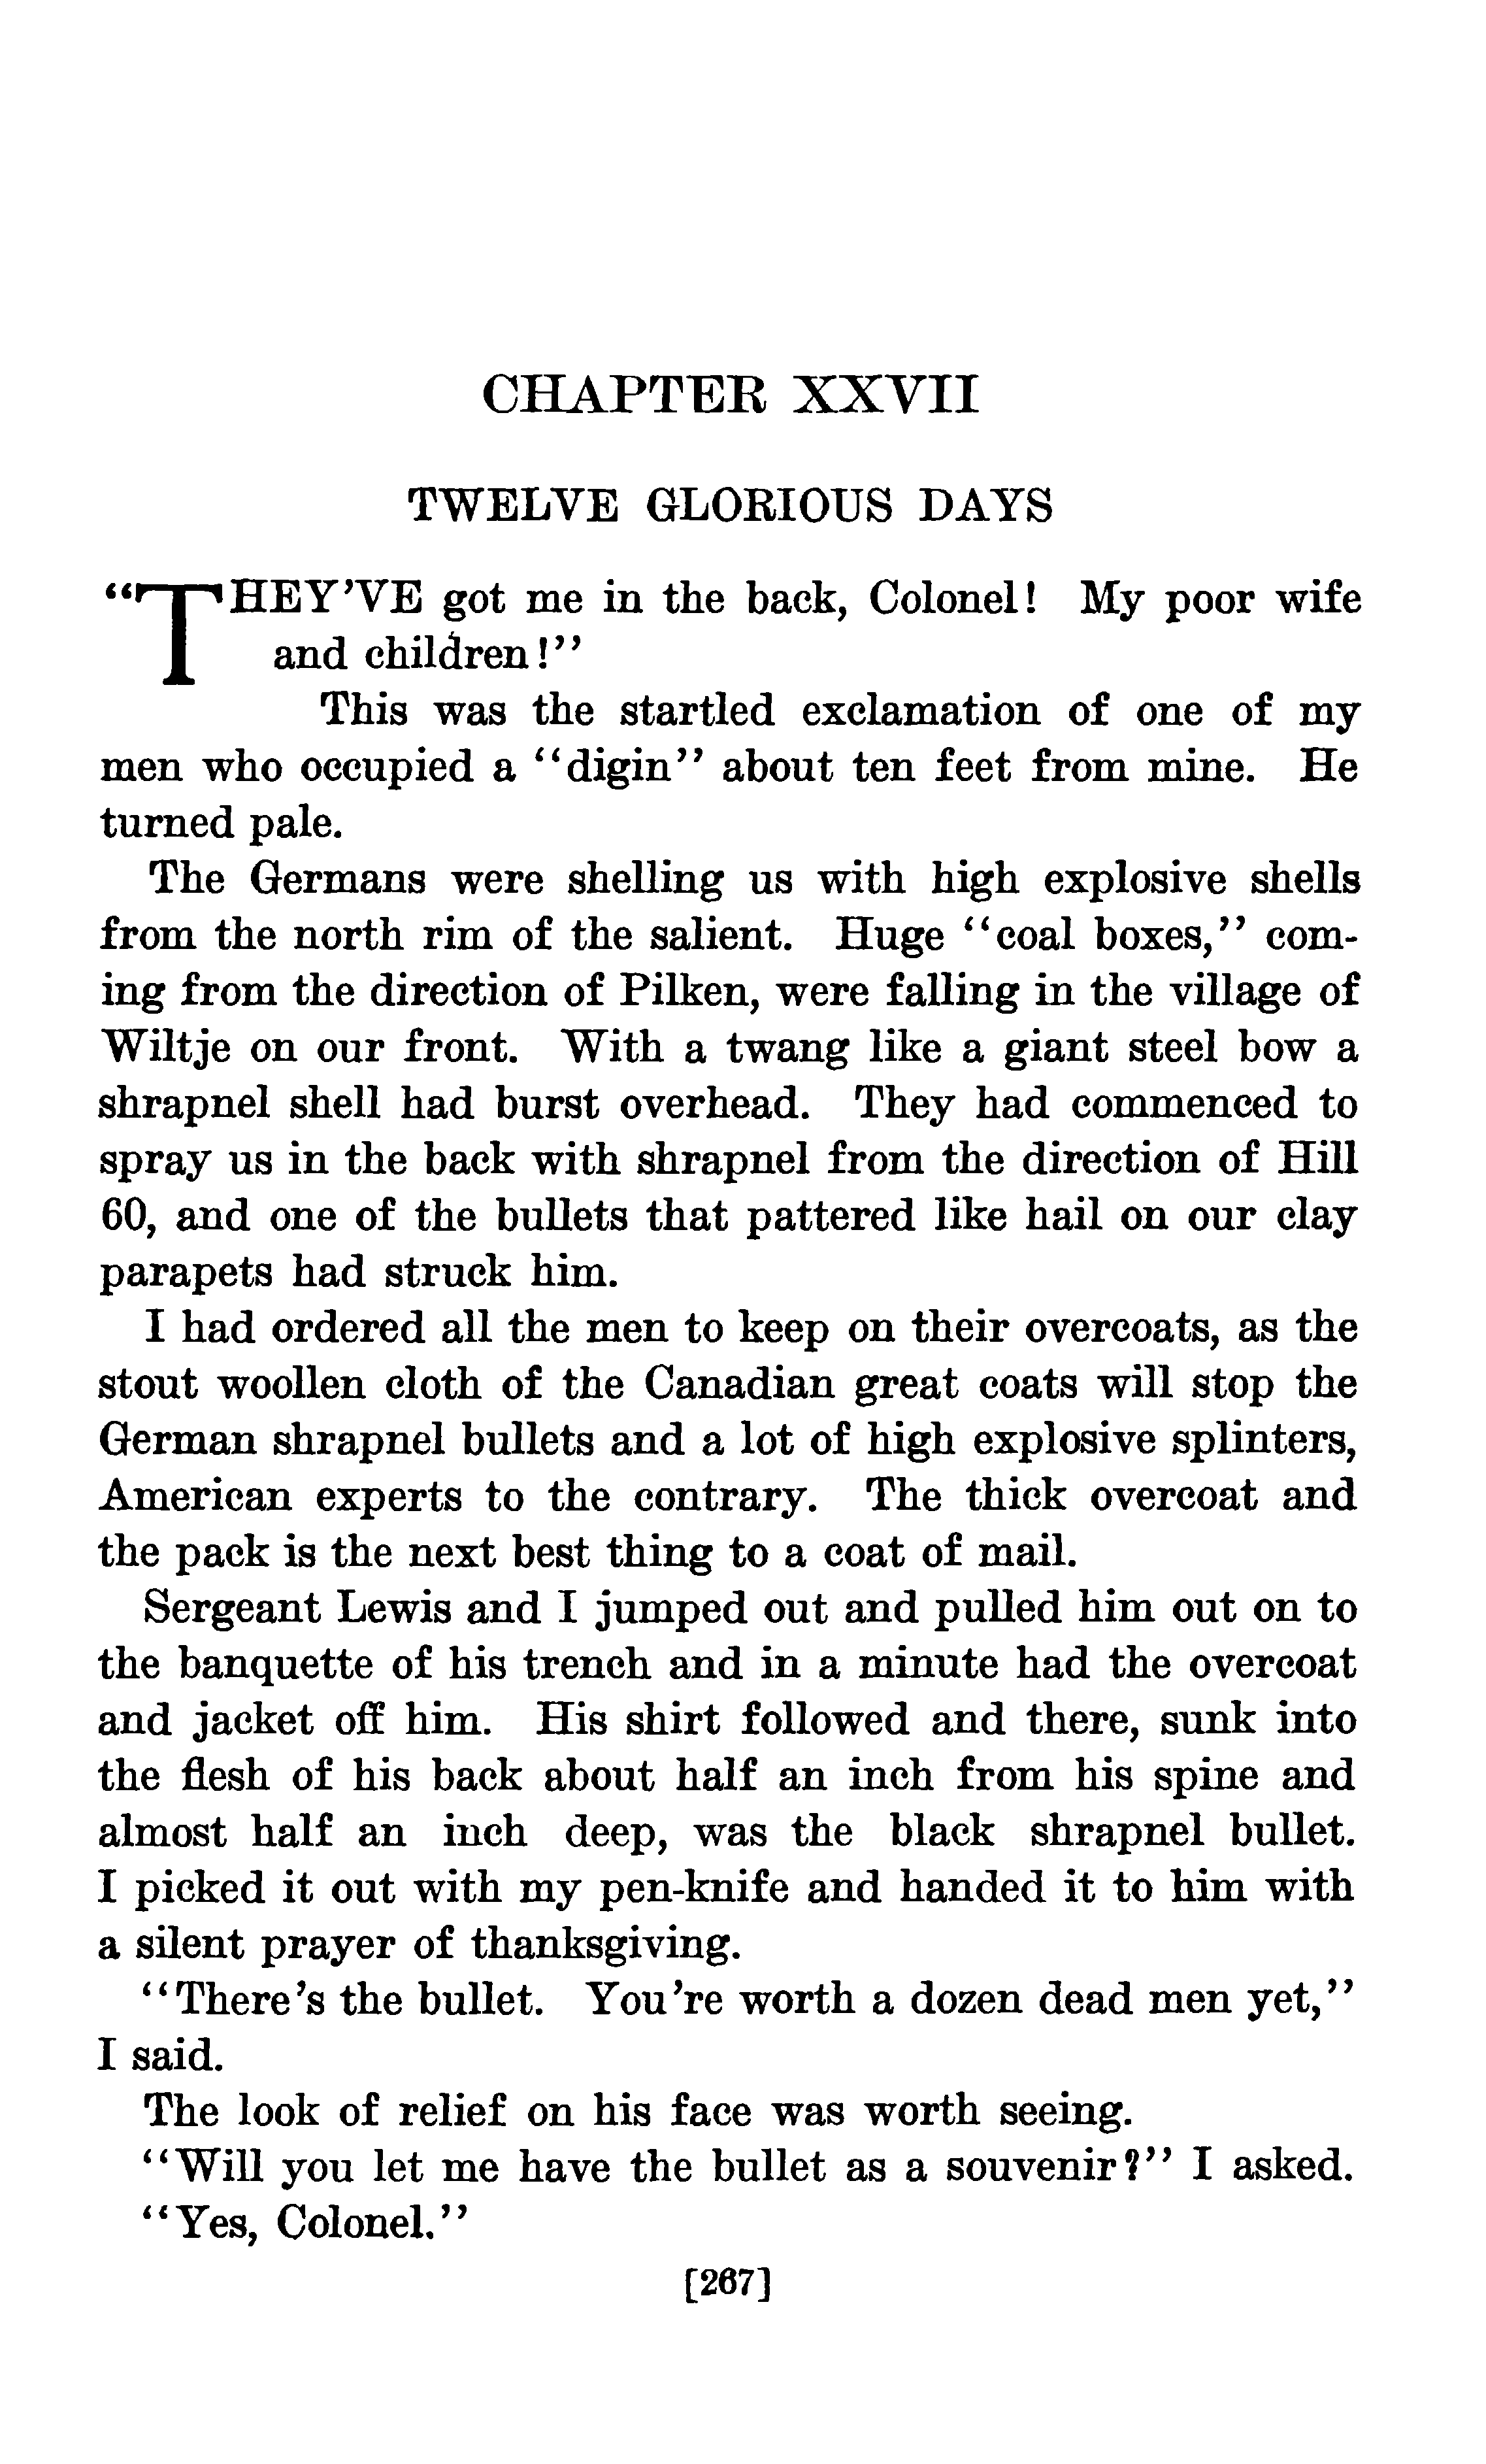 CHAPTER XXVII
TWELVE GLORIOUS DAYS
“THEY’VE got me in the back, Colonel! My poor wife
and children!”
This was the startled exclamation of one of my
men who occupied a “digin” about ten feet from mine. He
turned pale.
The Germans were shelling us with high explosive shells
from the north rim of the salient. Huge “coal boxes,” com-
ing from the direction of Pilken, were falling in the village of
Wiltje on our front. With a twang like a giant steel bow a
shrapnel shell had burst overhead. They had commenced to
spray us in the back with shrapnel from the direction of Hill
60, and one of the bullets that pattered like hail on our clay
parapets had struck him.
I had ordered all the men to keep on their overcoats, as the
stout woollen cloth of the Canadian great coats will stop the
German shrapnel bullets and a lot of high explosive splinters,
American experts to the contrary. The thick overcoat and
the pack is the next best thing to a coat of mail.
Sergeant Lewis and I jumped out and pulled him out on to
the banquette of his trench and in a minute had the overcoat
and jacket off him. His shirt followed and there, sunk into
the flesh of his back about half an inch from his spine and
almost half an inch deep, was the black shrapnel bullet.
I picked it out with my pen-knife and handed it to him with
a silent prayer of thanksgiving.
“There’s the bullet. You’re worth a dozen dead men yet,”
I said.
The look of relief on his face was worth seeing.
“Will you let me have the bullet as a souvenir?” I asked.
“Yes, Colonel.”
[267]